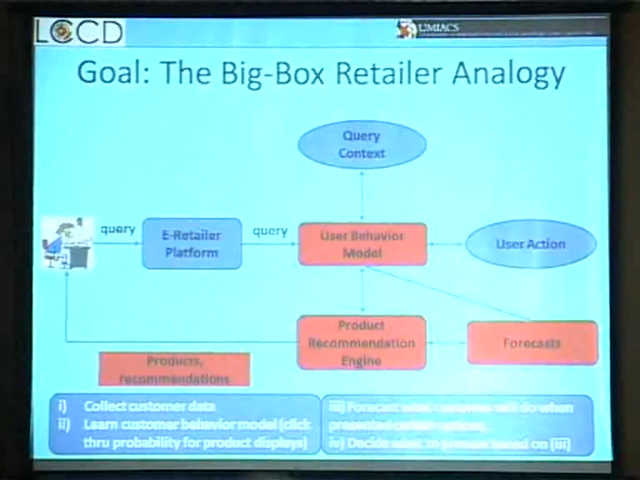 LCCD
UMIACS
Goal: The Big-Box Retailer Analogy
Query
Context
query
E-Retailer
Platform
query
User Behavior
Model
User Action
Product
Recommendation
Engine
Forecasts
Products,
recommendations
i) Collect customer data
ii) Learn customer behavior model (click
thru probability for product displays)
iii) Forecast what customer will do when
presented certain
iv) Decide what to present based on (iii)